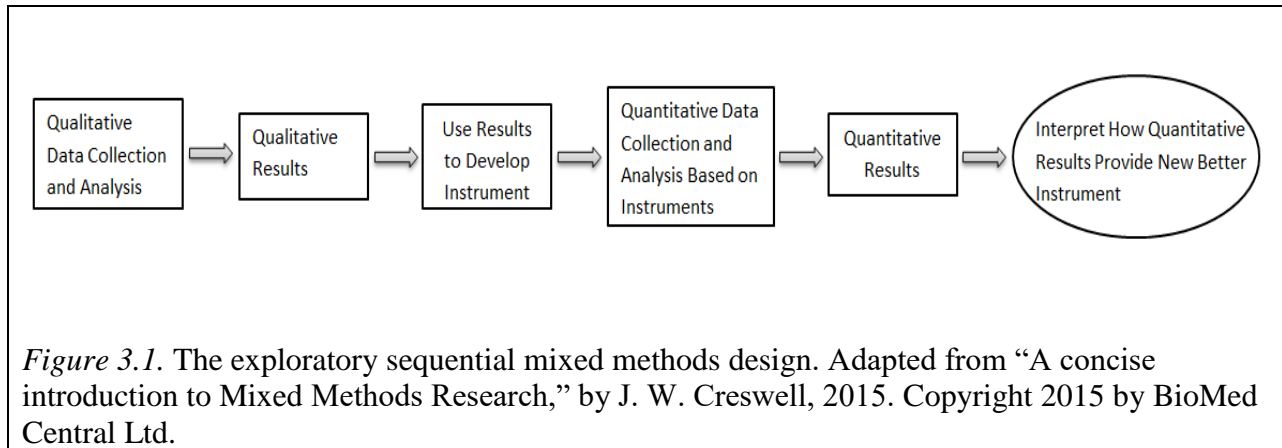 Qualitative
Data Collection
and Analysis
Qualitative
Results
Use Results
to Develop
Instrument
Quantitative Data
Collection and
Analysis Based on
Instruments
Quantitative
Results
Interpret How Quantitative
Results Provide New Better
Instrument
Figure 3.1. The exploratory sequential mixed methods design. Adapted from “A concise
introduction to Mixed Methods Research,” by J. W. Creswell, 2015. Copyright 2015 by BioMed
Central Ltd.